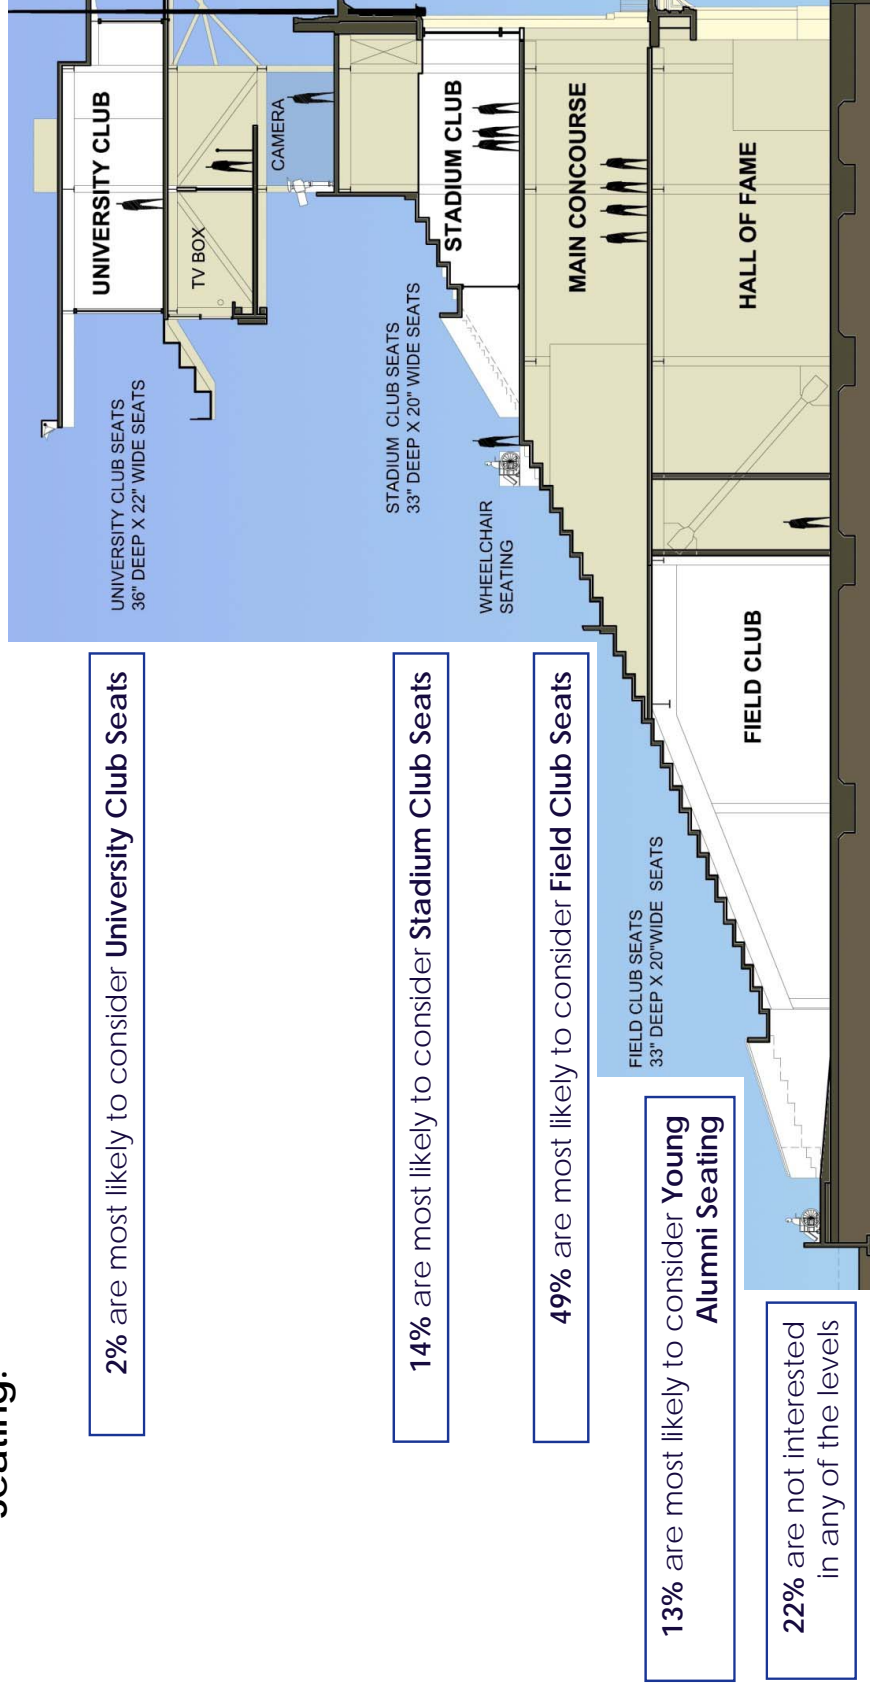 seating.
2% are most likely to consider University Club Seats
UNIVERSITY CLUB SEATS
36" DEEP X 22" WIDE SEATS
UNIVERSITY CLUB
TV BOX
CAMERA
14% are most likely to consider Stadium Club Seats
STADIUM CLUB SEATS
33" DEEP X 20" WIDE SEATS
STADIUM CLUB
WHEELCHAIR
SEATING
49% are most likely to consider Field Club Seats
MAIN CONCOURSE
FIELD CLUB SEATS
33" DEEP X 20"WIDE SEATS
13% are most likely to consider Young
Alumni Seating
FIELD CLUB
HALL OF FAME
22% are not interested
in any of the levels